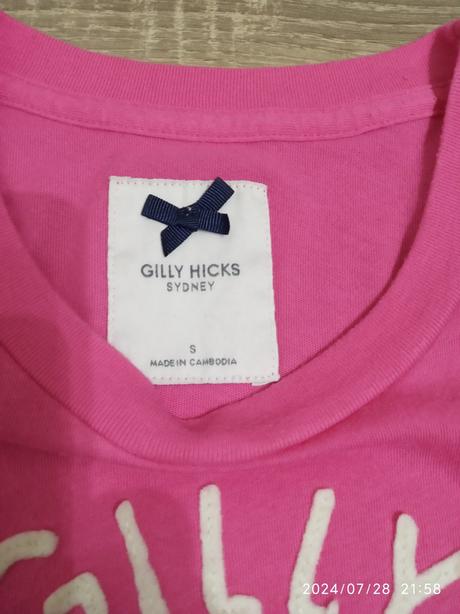 GILLY HICKS
SYDNEY
S
MADE IN CAMBODIA
Gilly
2024/07/28 21:58